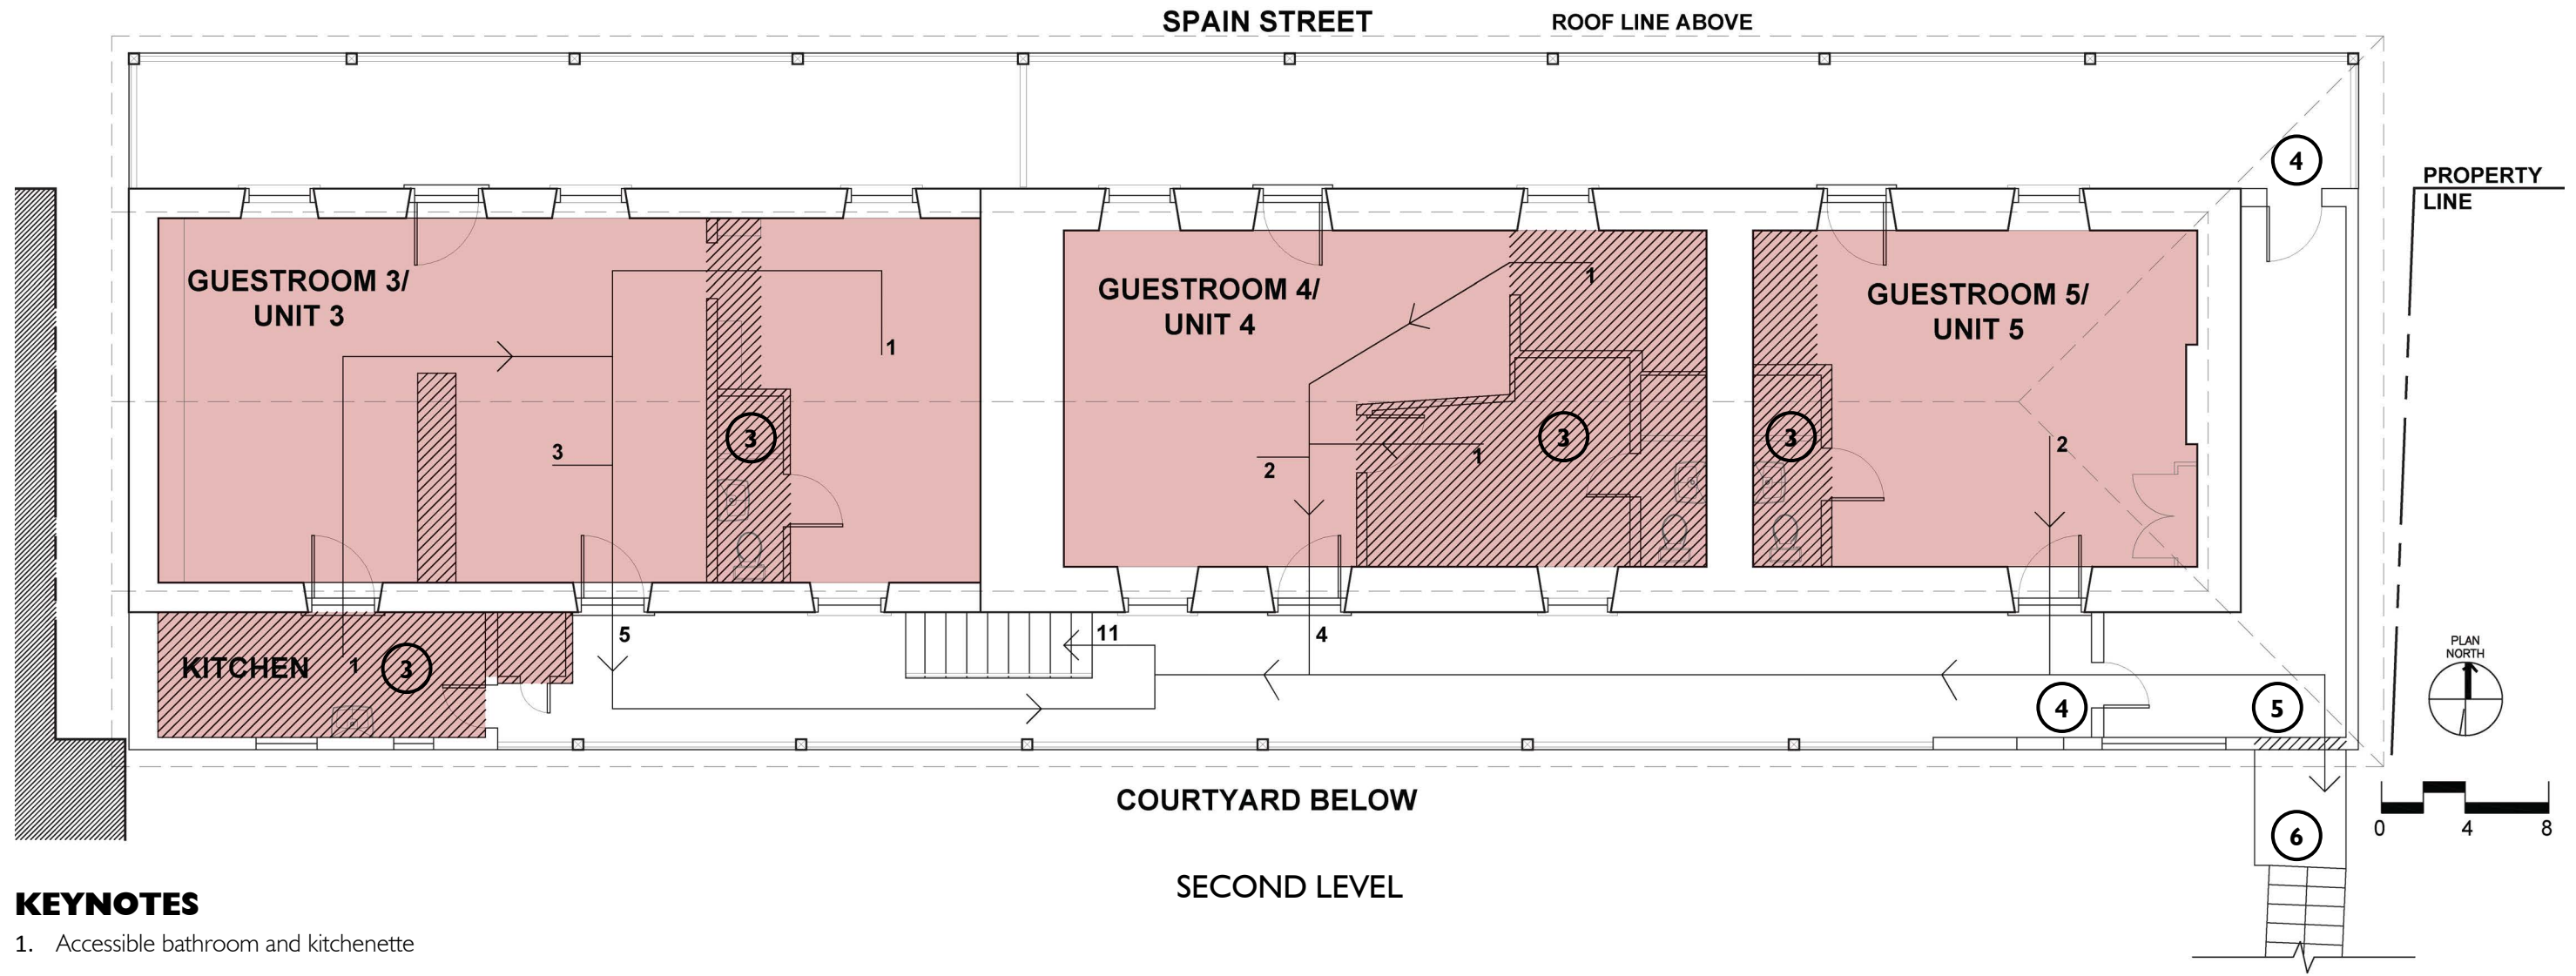 SPAIN STREET
ROOF LINE ABOVE
4
PROPERTY
LINE
GUESTROOM 3/
UNIT 3
1
GUESTROOM 4/
UNIT 4
1
GUESTROOM 5/
UNIT 5
3
3
2
1
3
3
2
KITCHEN
1
3
5
11
4
4
5
PLAN
NORTH
COURTYARD BELOW
0 4 8
6
SECOND LEVEL
KEYNOTES
1. Accessible bathroom and kitchenette